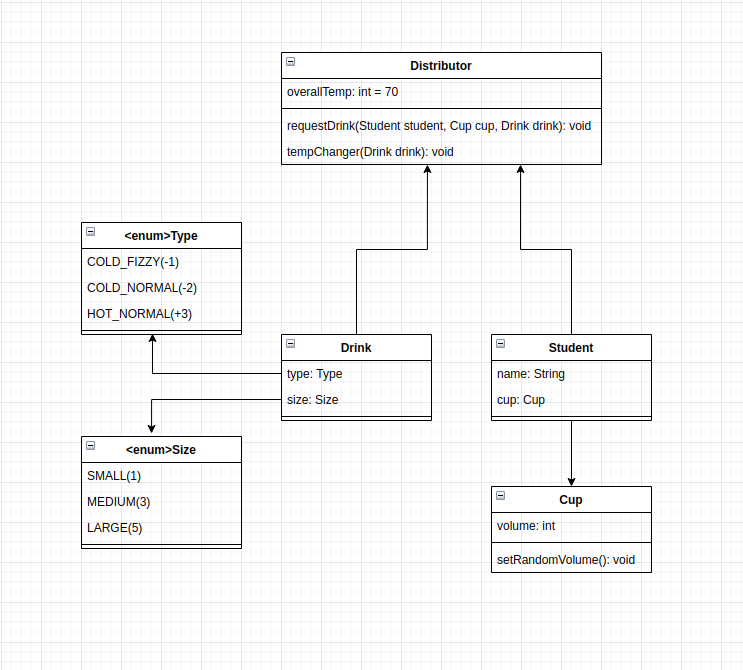 Distributor
overallTemp: int = 70
requestDrink(Student student, Cup cup, Drink drink): void
tempChanger(Drink drink): void
<enum>Type
COLD_FIZZY(-1)
COLD_NORMAL(-2)
HOT_NORMAL(+3)
Drink
type: Type
size: Size
Student
name: String
cup: Cup
<enum>Size
SMALL(1)
MEDIUM(3)
LARGE(5)
Cup
volume: int
setRandomVolume(): void